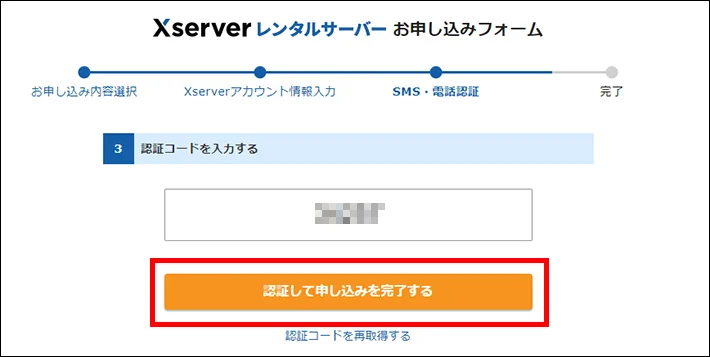 Xserver レンタルサーバー お申し込みフォーム
お申し込み内容選択 Xserverアカウント情報入力 SMS・電話認証 完了
3 認証コードを入力する
認証して申し込みを完了する
認証コードを再取得する